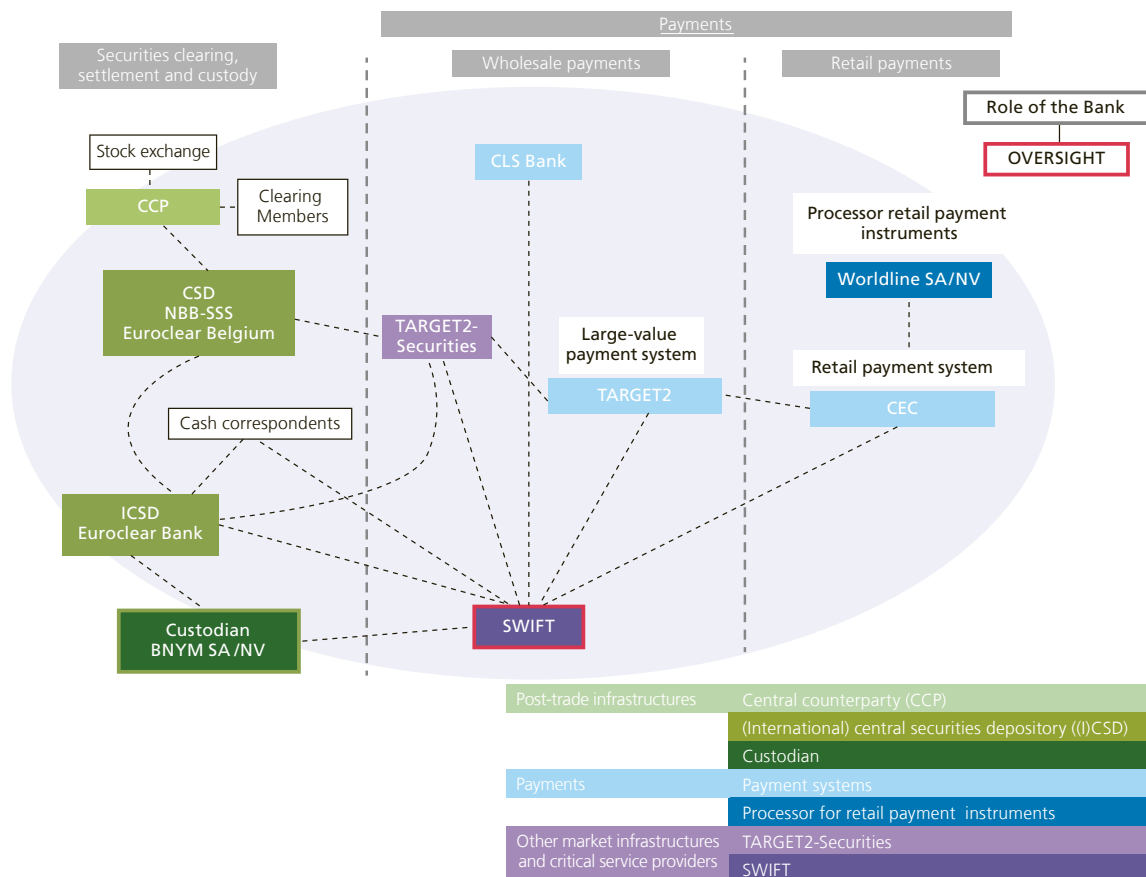 Payments
Securities clearing,
settlement and custody
Wholesale payments
Retail payments
Role of the Bank
OVERSIGHT
Stock exchange
CCP
Clearing
Members
CLS Bank
Processor retail payment
instruments
Worldline SA/NV
CSD
NBB-SSS
Euroclear Belgium
TARGET2-
Securities
Large-value
payment system
TARGET2
Retail payment system
CEC
Cash correspondents
ICSD
Euroclear Bank
Custodian
BNYM SA/NV
SWIFT
Post-trade infrastructures
Central counterparty (CCP)
(International) central securities depository ((I)CSD)
Custodian
Payments
Payment systems
Processor for retail payment instruments
Other market infrastructures
and critical service providers
TARGET2-Securities
SWIFT